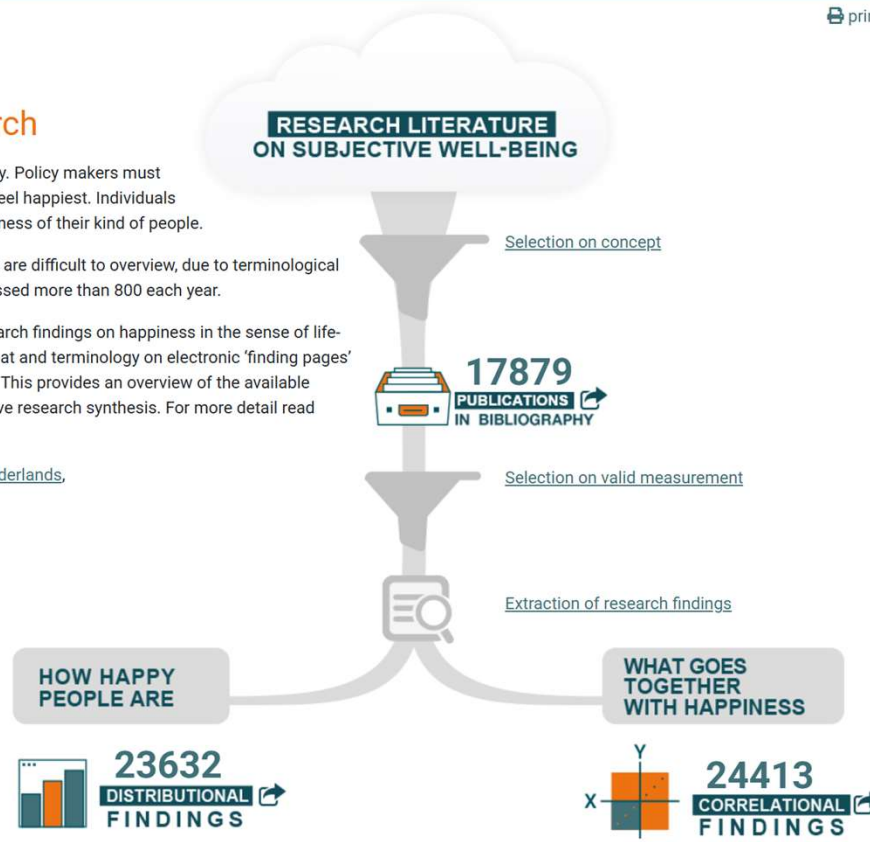 prin
rch
RESEARCH LITERATURE
ON SUBJECTIVE WELL-BEING
y. Policy makers must
eel happiest. Individuals
ness of their kind of people.
are difficult to overview, due to terminological
ssed more than 800 each year.
arch findings on happiness in the sense of life-
at and terminology on electronic 'finding pages'
This provides an overview of the available
ve research synthesis. For more detail read
derlands,
Selection on concept
17879
PUBLICATIONS
IN BIBLIOGRAPHY
Selection on valid measurement
Extraction of research findings
HOW HAPPY
PEOPLE ARE
WHAT GOES
TOGETHER
WITH HAPPINESS
23632
DISTRIBUTIONAL
FINDINGS
Y
X
24413
CORRELATIONAL
FINDINGS